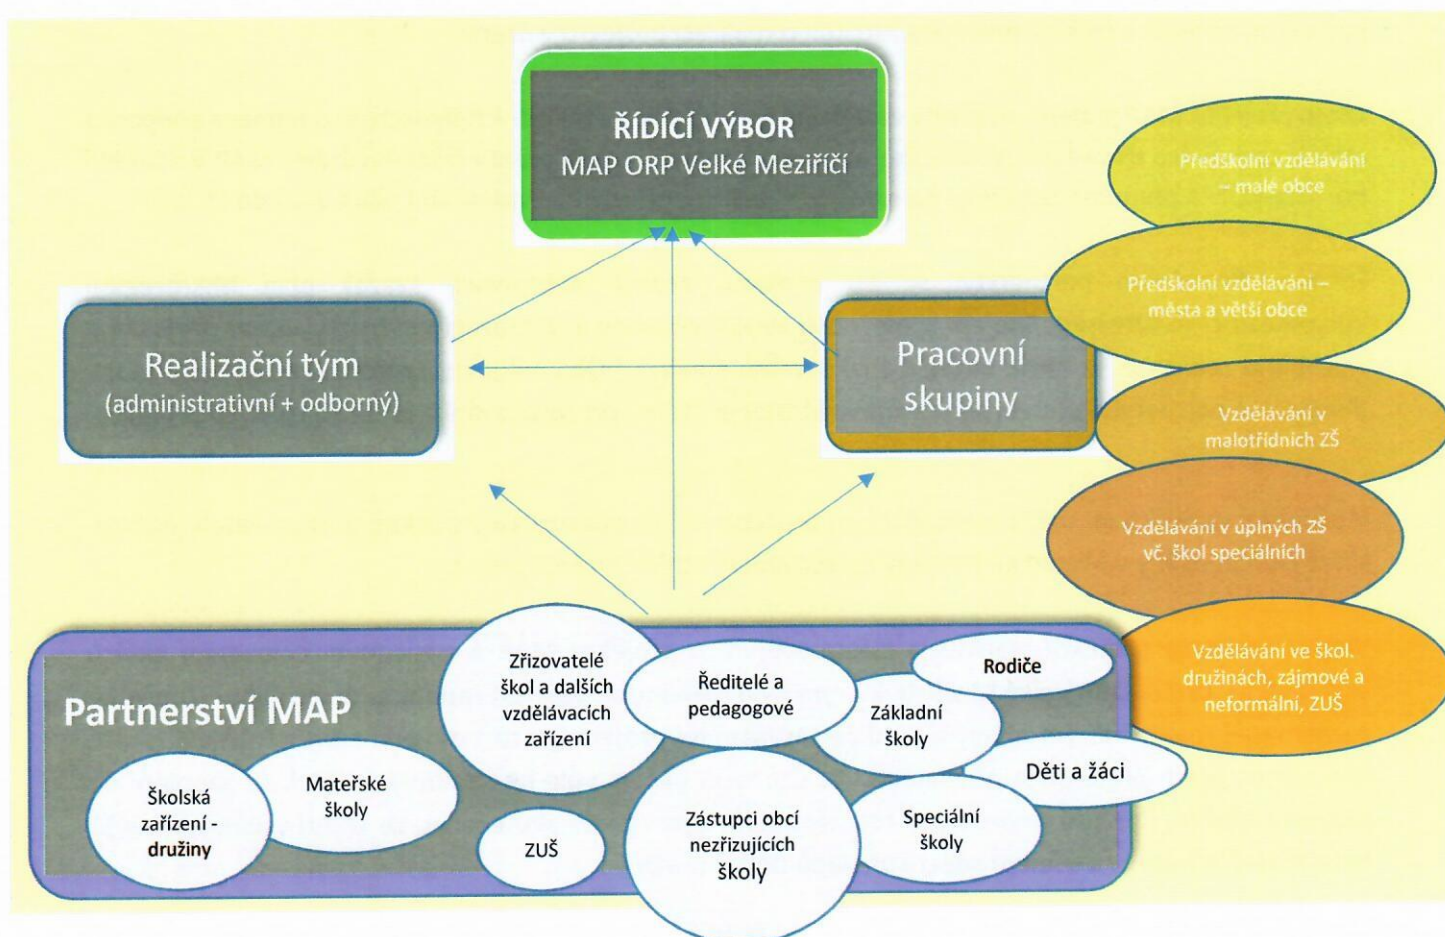 ŘÍDÍCÍ VÝBOR
MAP ORP Velké Meziříčí
Předškolní vzdělávání
– malé obce
Předškolní vzdělávání –
města a větší obce
Realizační tým
(administrativní + odborný)
Pracovní
skupiny
Vzdělávání v
malotřídních ZŠ
Vzdělávání v úplných ZŠ
vč. škol speciálních
Vzdělávání ve škol.
družinách, zájmové a
neformální, ZUŠ
Partnerství MAP
Zřizovatelé
škol a dalších
vzdělávacích
zařízení
Ředitelé a
pedagogové
Rodiče
Základní
školy
Děti a žáci
Školská
zařízení -
družiny
Mateřské
školy
ZUŠ
Zástupci obcí
nezřizujících
školy
Speciální
školy